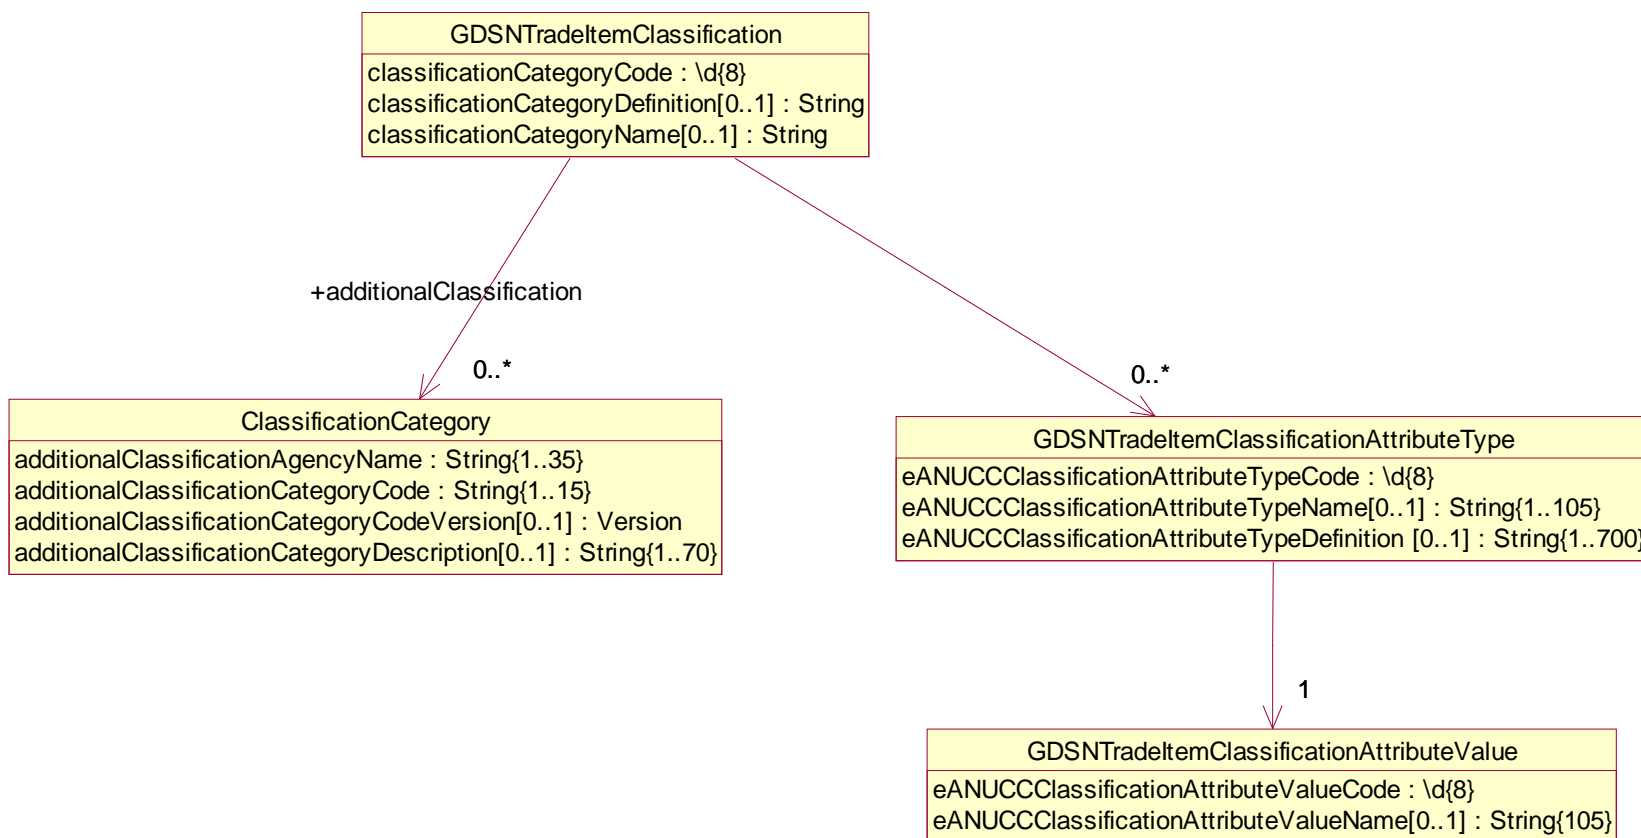 GDSNTradeItemClassification
classificationCategoryCode : \d{8}
classificationCategoryDefinition[0..1] : String
classificationCategoryName[0..1] : String
+additionalClassification
0..*
0..*
ClassificationCategory
additionalClassificationAgencyName : String{1..35}
additionalClassificationCategoryCode : String{1..15}
additionalClassificationCategoryCodeVersion[0..1] : Version
additionalClassificationCategoryDescription[0..1] : String{1..70}
GDSNTradeItemClassificationAttributeType
eANUCCClassificationAttributeTypeCode : \d{8}
eANUCCClassificationAttributeTypeName[0..1] : String{1..105}
eANUCCClassificationAttributeTypeDefinition [0..1] : String{1..700}
1
GDSNTradeItemClassificationAttributeValue
eANUCCClassificationAttributeValueCode : \d{8}
eANUCCClassificationAttributeValueName[0..1] : String{105}